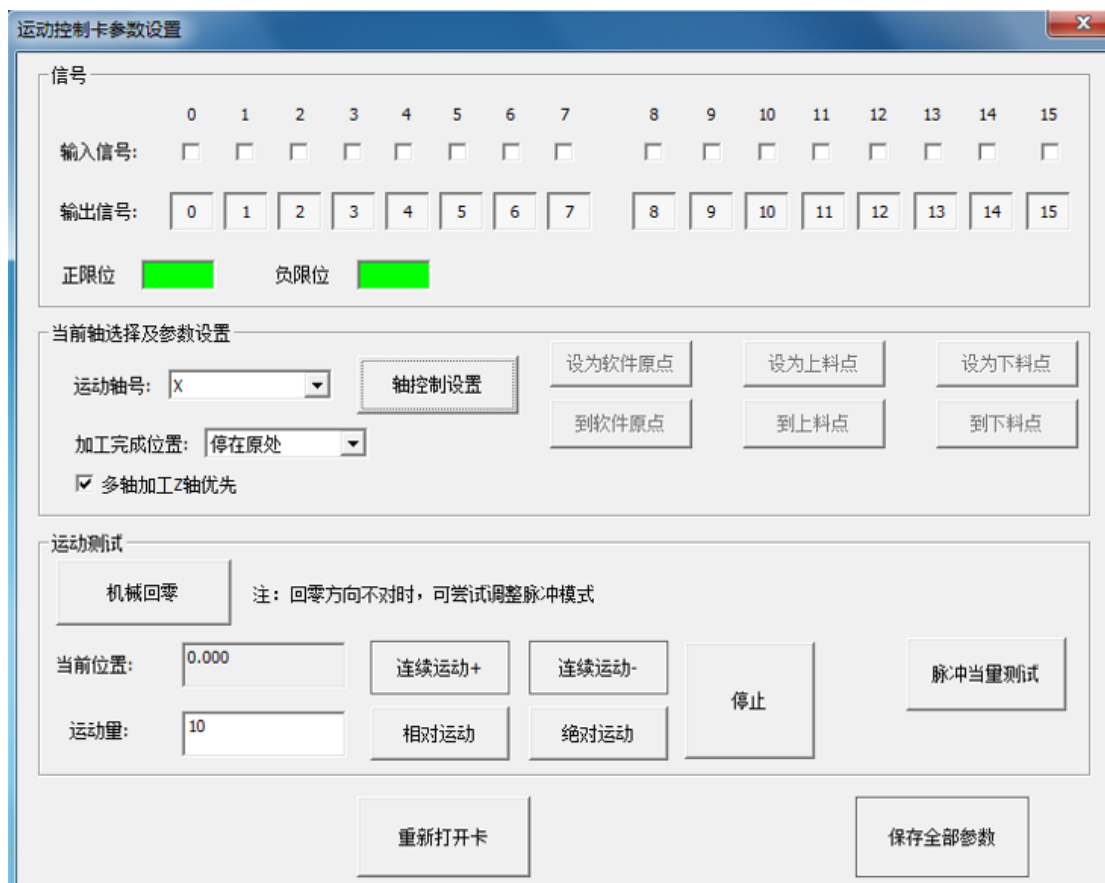 运动控制卡参数设置
X
信号
0 1 2 3 4 5 6 7 8 9 10 11 12 13 14 15
输入信号:
输出信号: 0 1 2 3 4 5 6 7 8 9 10 11 12 13 14 15
正限位 负限位
当前轴选择及参数设置
运动轴号: X 轴控制设置 设为软件原点 设为上料点 设为下料点
到软件原点 到上料点 到下料点
加工完成位置: 停在原处
多轴加工Z轴优先
运动测试
机械回零 注: 回零方向不对时, 可尝试调整脉冲模式
当前位置: 0.000 连续运动+ 连续运动- 停止 脉冲当量测试
运动量: 10 相对运动 绝对运动
重新打开卡 保存全部参数